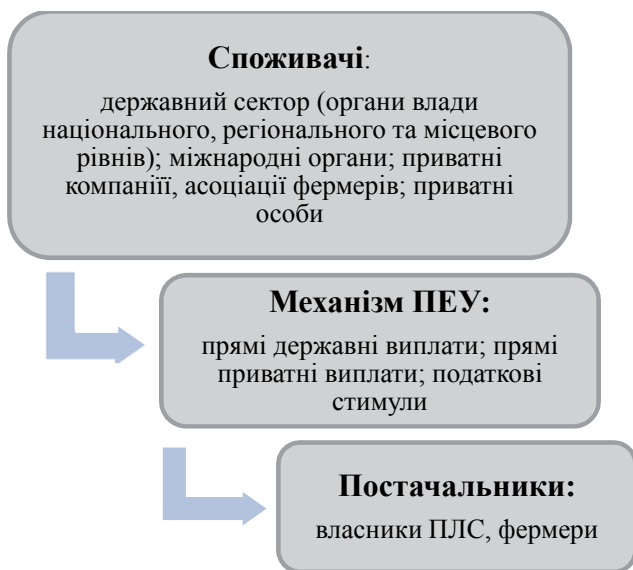 Споживачі:
державний сектор (органи влади
національного, регіонального та місцевого
рівнів); міжнародні органи; приватні
компаніїї, асоціації фермерів; приватні
особи
Механізм ПЕУ:
прямі державні виплати; прямі
приватні виплати; податкові
стимули
Постачальники:
власники ПЛС, фермери